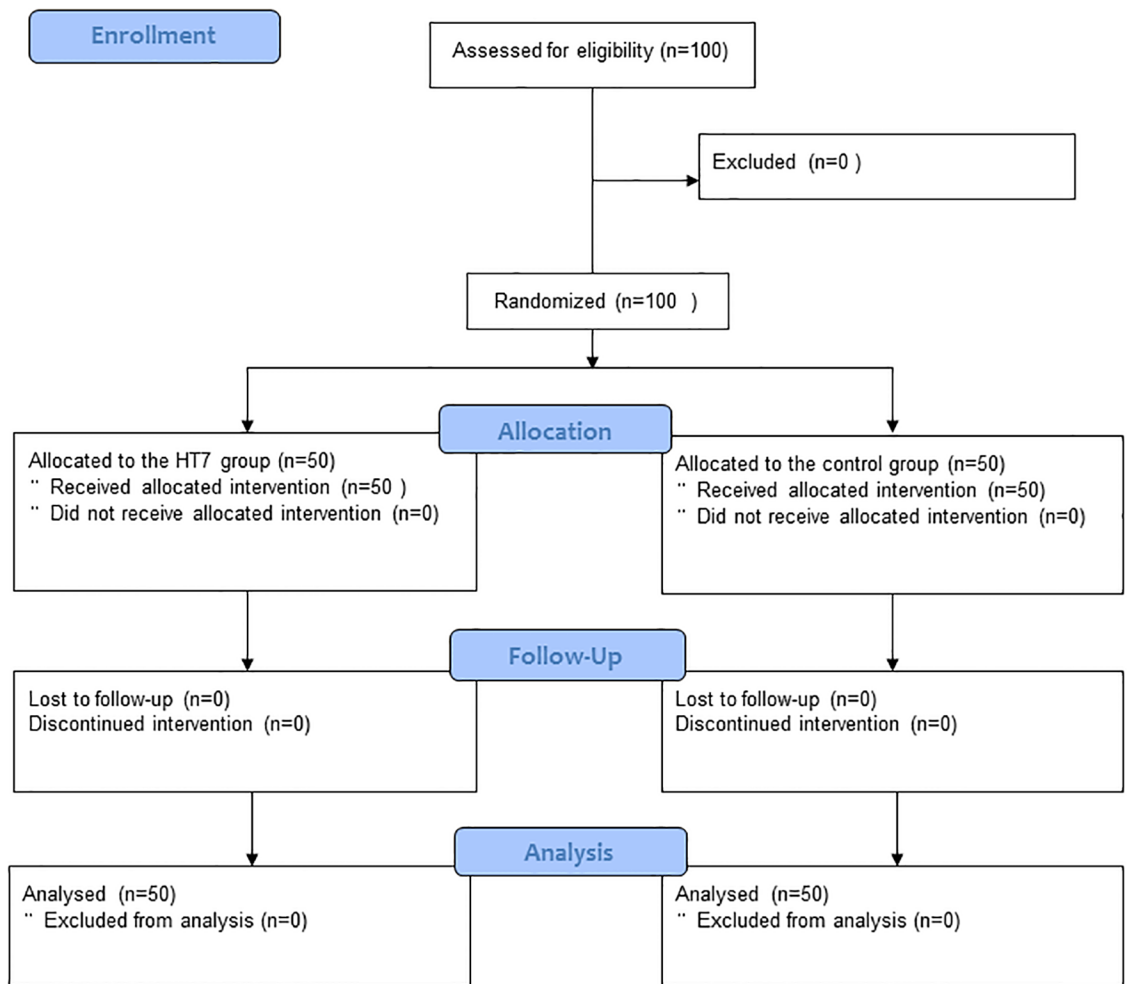 Enrollment
Assessed for eligibility (n=100)
Excluded (n=0 )
Randomized (n=100 )
Allocation
Allocated to the HT7 group (n=50)
¨ Received allocated intervention (n=50 )
¨ Did not receive allocated intervention (n=0)
Allocated to the control group (n=50)
¨ Received allocated intervention (n=50)
¨ Did not receive allocated intervention (n=0)
Follow-Up
Lost to follow-up (n=0)
Discontinued intervention (n=0)
Lost to follow-up (n=0)
Discontinued intervention (n=0)
Analysis
Analysed (n=50)
¨ Excluded from analysis (n=0)
Analysed (n=50)
¨ Excluded from analysis (n=0)